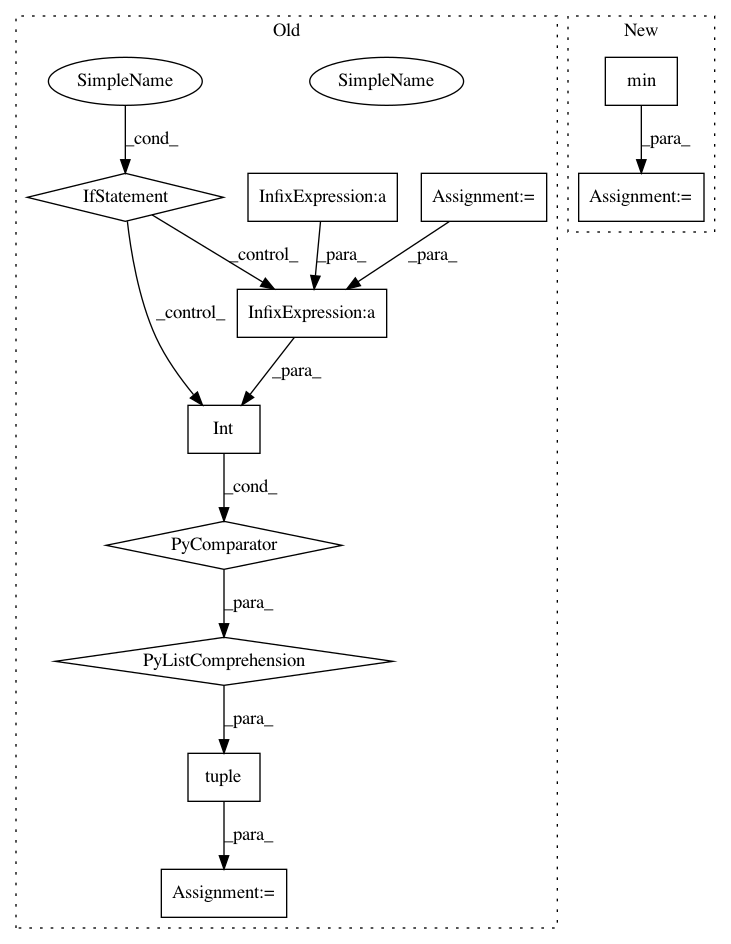 Old
New
SimpleName
SimpleName
min
_cond_
_para_
IfStatement
InfixExpression:a
Assignment:=
Assignment:=
_control_
_para_
_para_
_control_
InfixExpression:a
_para_
Int
_cond_
PyComparator
_para_
PyListComprehension
_para_
tuple
_para_
Assignment:=